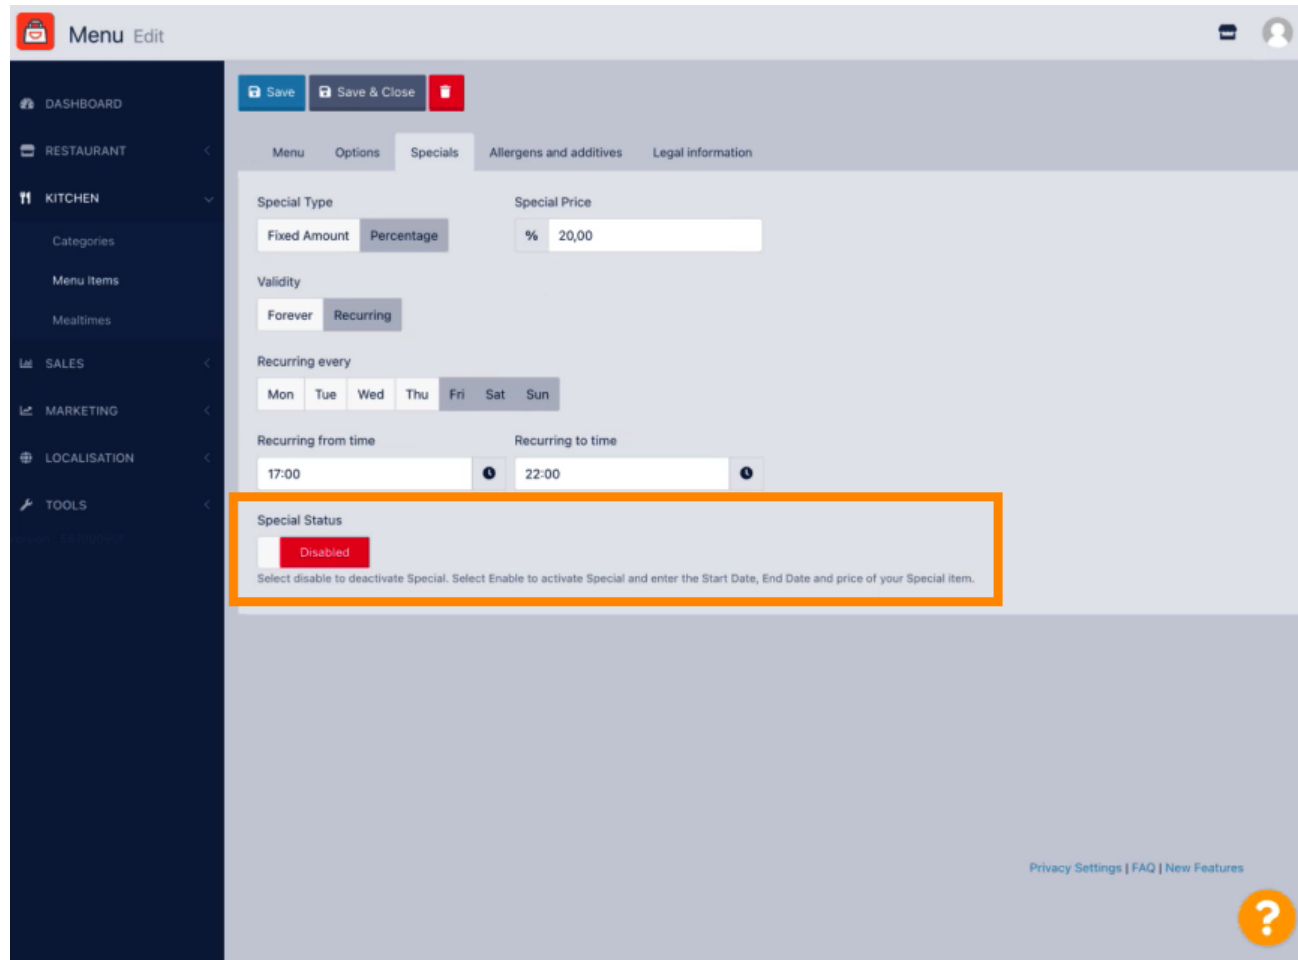 Menu Edit
Save
Save & Close
DASHBOARD
RESTAURANT
KITCHEN
Categories
Menu Items
Mealtimes
SALES
MARKETING
LOCALISATION
TOOLS
Menu
Options
Specials
Allergens and additives
Legal information
Special Type
Special Price
Fixed Amount
Percentage
%
20,00
Validity
Forever
Recurring
Recurring every
Mon
Tue
Wed
Thu
Fri
Sat
Sun
Recurring from time
Recurring to time
17:00
22:00
Special Status
Disabled
Select disable to deactivate Special. Select Enable to activate Special and enter the Start Date, End Date and price of your Special item.
Privacy Settings | FAQ | New Features
?